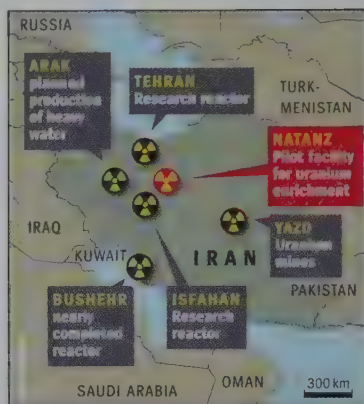 RUSSIA
ARAK
planned
production
of heavy
water
TEHRAN
Research reactor
TURK-
MENISTAN
NATANZ
Pilot facility
for uranium
enrichment
IRAQ
KUWAIT
IRAN
YAZD
Uranium
mines
PAKISTAN
BUSHEHR
nearly
completed
reactor
ISFAHAN
Research
reactor
SAUDI ARABIA
OMAN
300 km